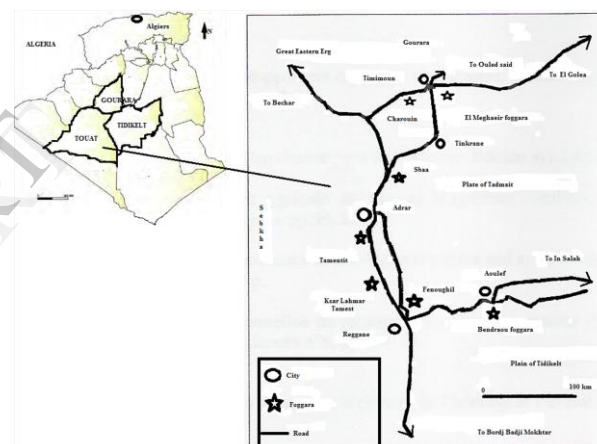 Algiers
N
ALGERIA
GOURARA
TIDIKELT
TOUAT
Great Eastern Erg
Gourara
To Ouled said
Timimoun
To El Golea
To Bechar
Charouin
El Meghaeir foggara
Tinkrane
Shaa
Plate of Tadmait
Sebkha
Adrar
Tamentit
To In Salah
Fenoughil
Aoulef
Ksar Lahmar
Tamest
Reggane
Bendraou foggara
Plain of Tidikelt
City
Foggara
Road
0 100 km
To Bordj Badji Mokhtar